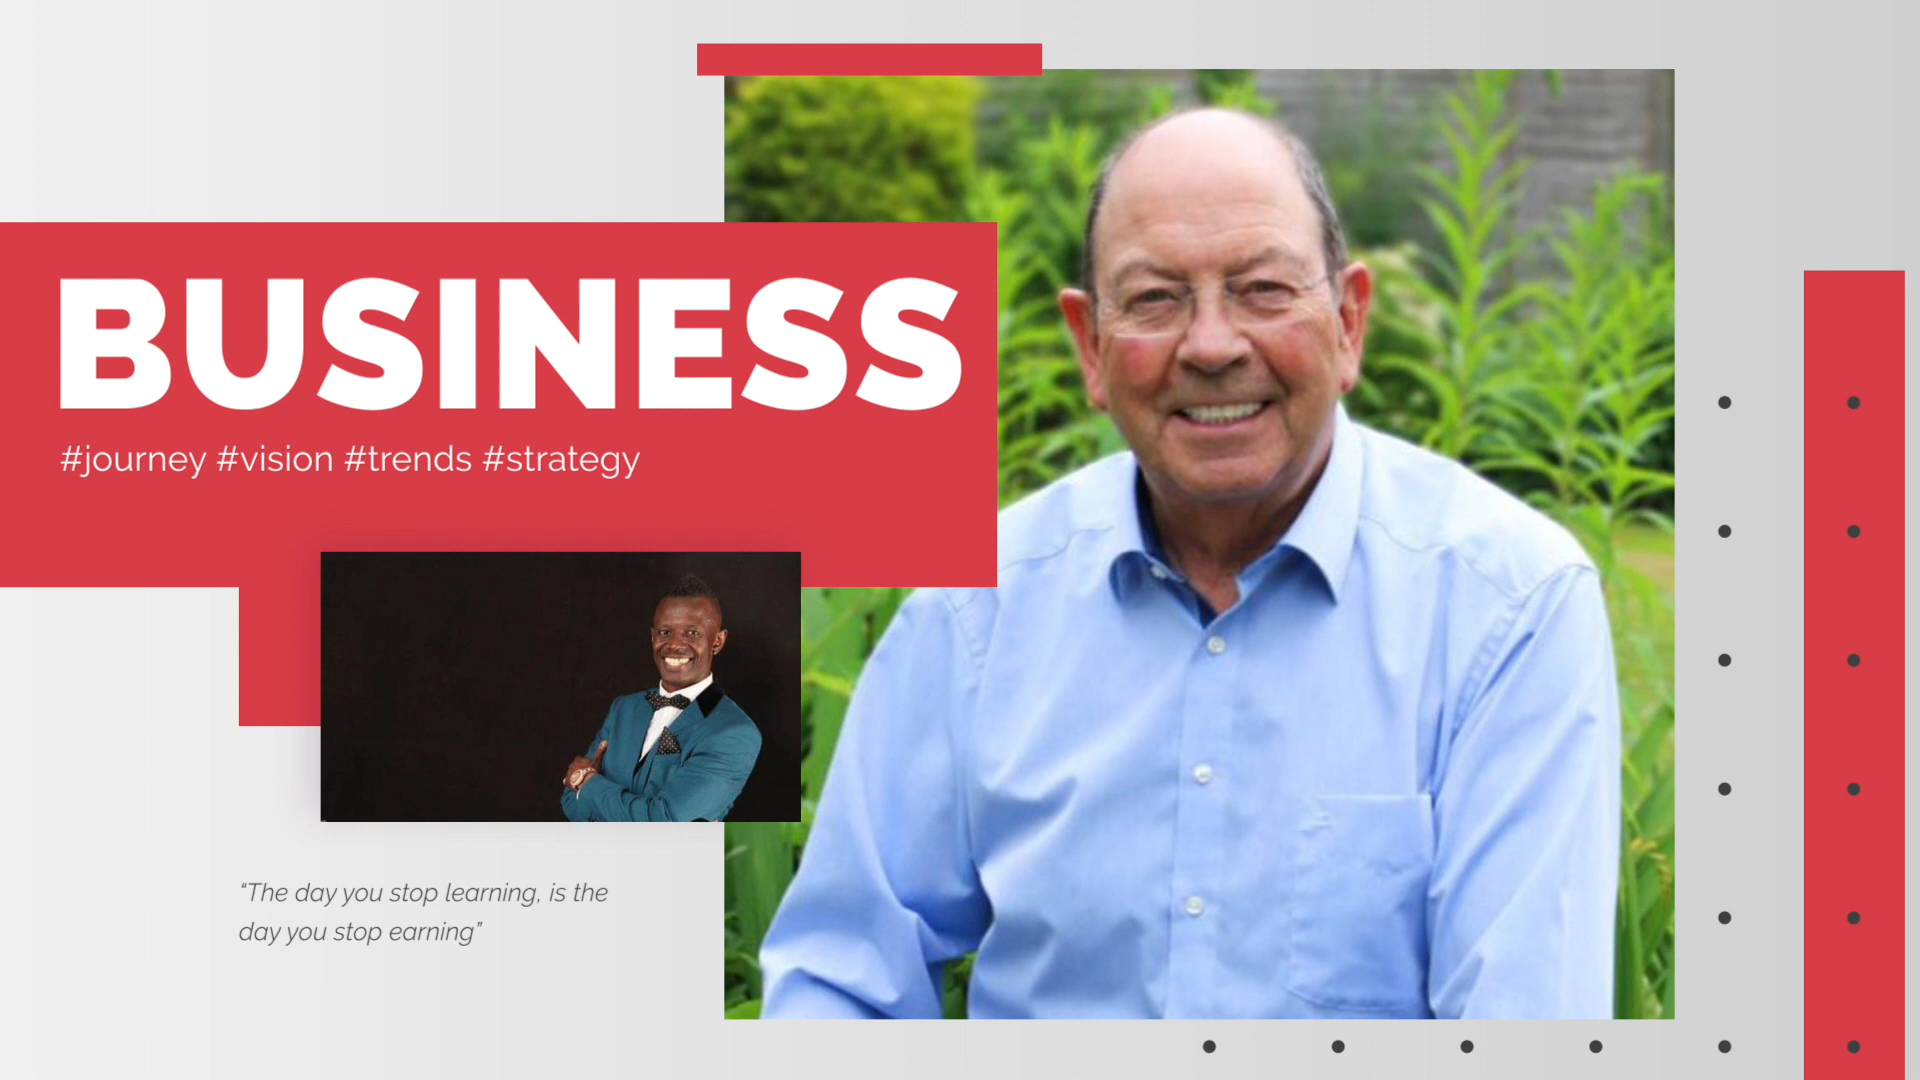 BUSINESS
#journey #vision #trends #strategy
“The day you stop learning, is the
day you stop earning”